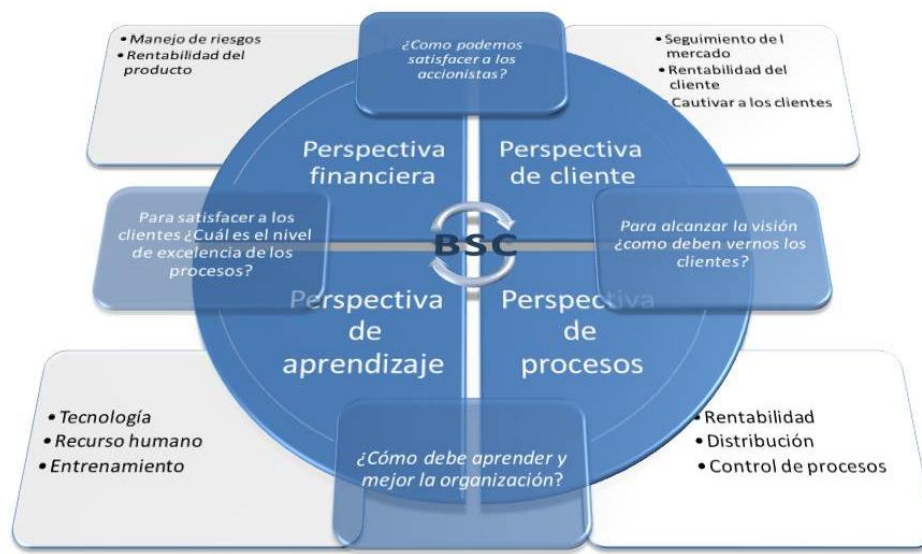 • Manejo de riesgos
• Rentabilidad del
producto
¿Como podemos
satisfacer a los
accionistas?
• Seguimiento de l
mercado
• Rentabilidad del
cliente
• Cautivar a los clientes
Perspectiva
financiera
Perspectiva
de cliente
Para satisfacer a los
clientes ¿Cuál es el nivel
de excelencia de los
procesos?
BSC
Para alcanzar la visión
¿como deben vernos los
clientes?
Perspectiva
de
aprendizaje
Perspectiva
de
procesos
• Tecnología
• Recurso humano
• Entrenamiento
¿Cómo debe aprender y
mejor la organización?
• Rentabilidad
• Distribución
• Control de procesos